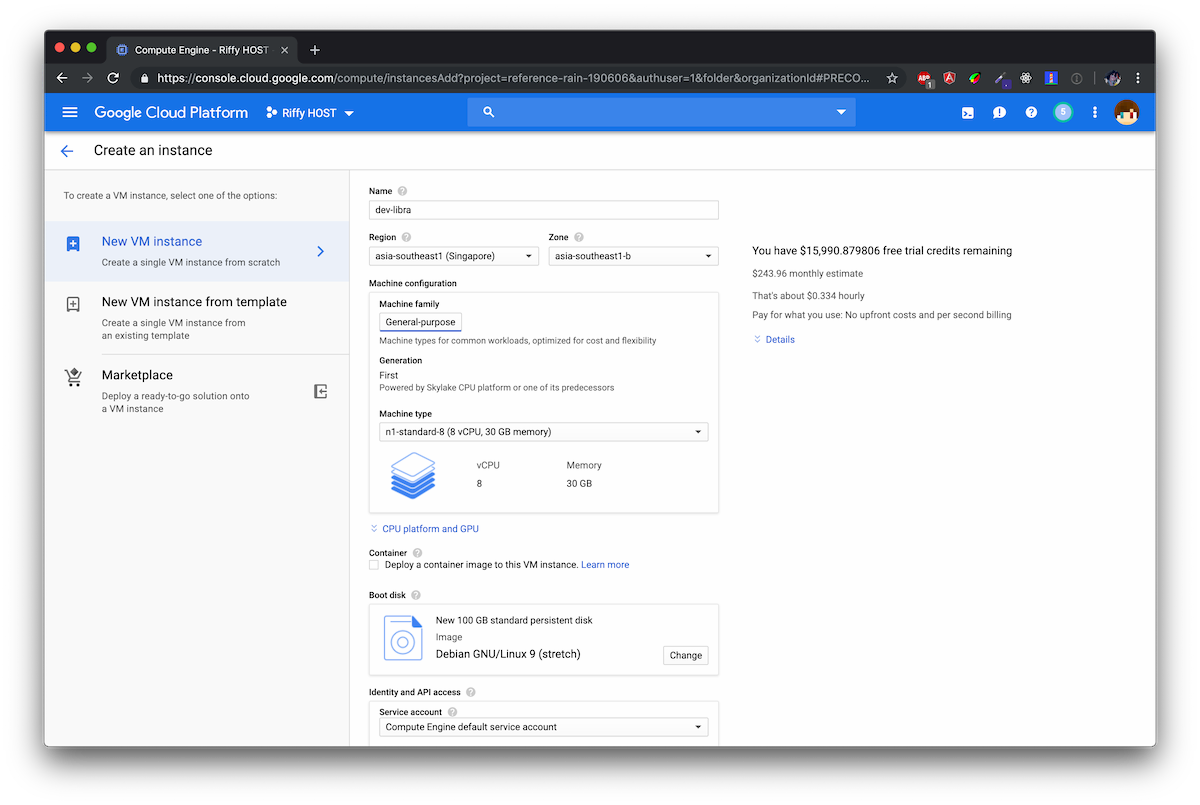 Compute Engine - Riffy HOST
https://console.cloud.google.com/compute/instancesAdd?project=reference-rain-190606&authuser=1&folder&organizationId#PRECO...
ABP
1
Google Cloud Platform
Riffy HOST
5
Create an instance
To create a VM instance, select one of the options:
New VM instance
Create a single VM instance from scratch
New VM instance from template
Create a single VM instance from
an existing template
Marketplace
Deploy a ready-to-go solution onto
a VM instance
Name
dev-libra
Region
Zone
asia-southeast1 (Singapore)
asia-southeast1-b
Machine configuration
Machine family
General-purpose
Machine types for common workloads, optimized for cost and flexibility
Generation
First
Powered by Skylake CPU platform or one of its predecessors
Machine type
n1-standard-8 (8 vCPU, 30 GB memory)
vCPU
Memory
8
30 GB
CPU platform and GPU
Container
Deploy a container image to this VM instance. Learn more
Boot disk
New 100 GB standard persistent disk
Image
Debian GNU/Linux 9 (stretch)
Change
Identity and API access
Service account
Compute Engine default service account
You have $15,990.879806 free trial credits remaining
$243.96 monthly estimate
That's about $0.334 hourly
Pay for what you use: No upfront costs and per second billing
Details